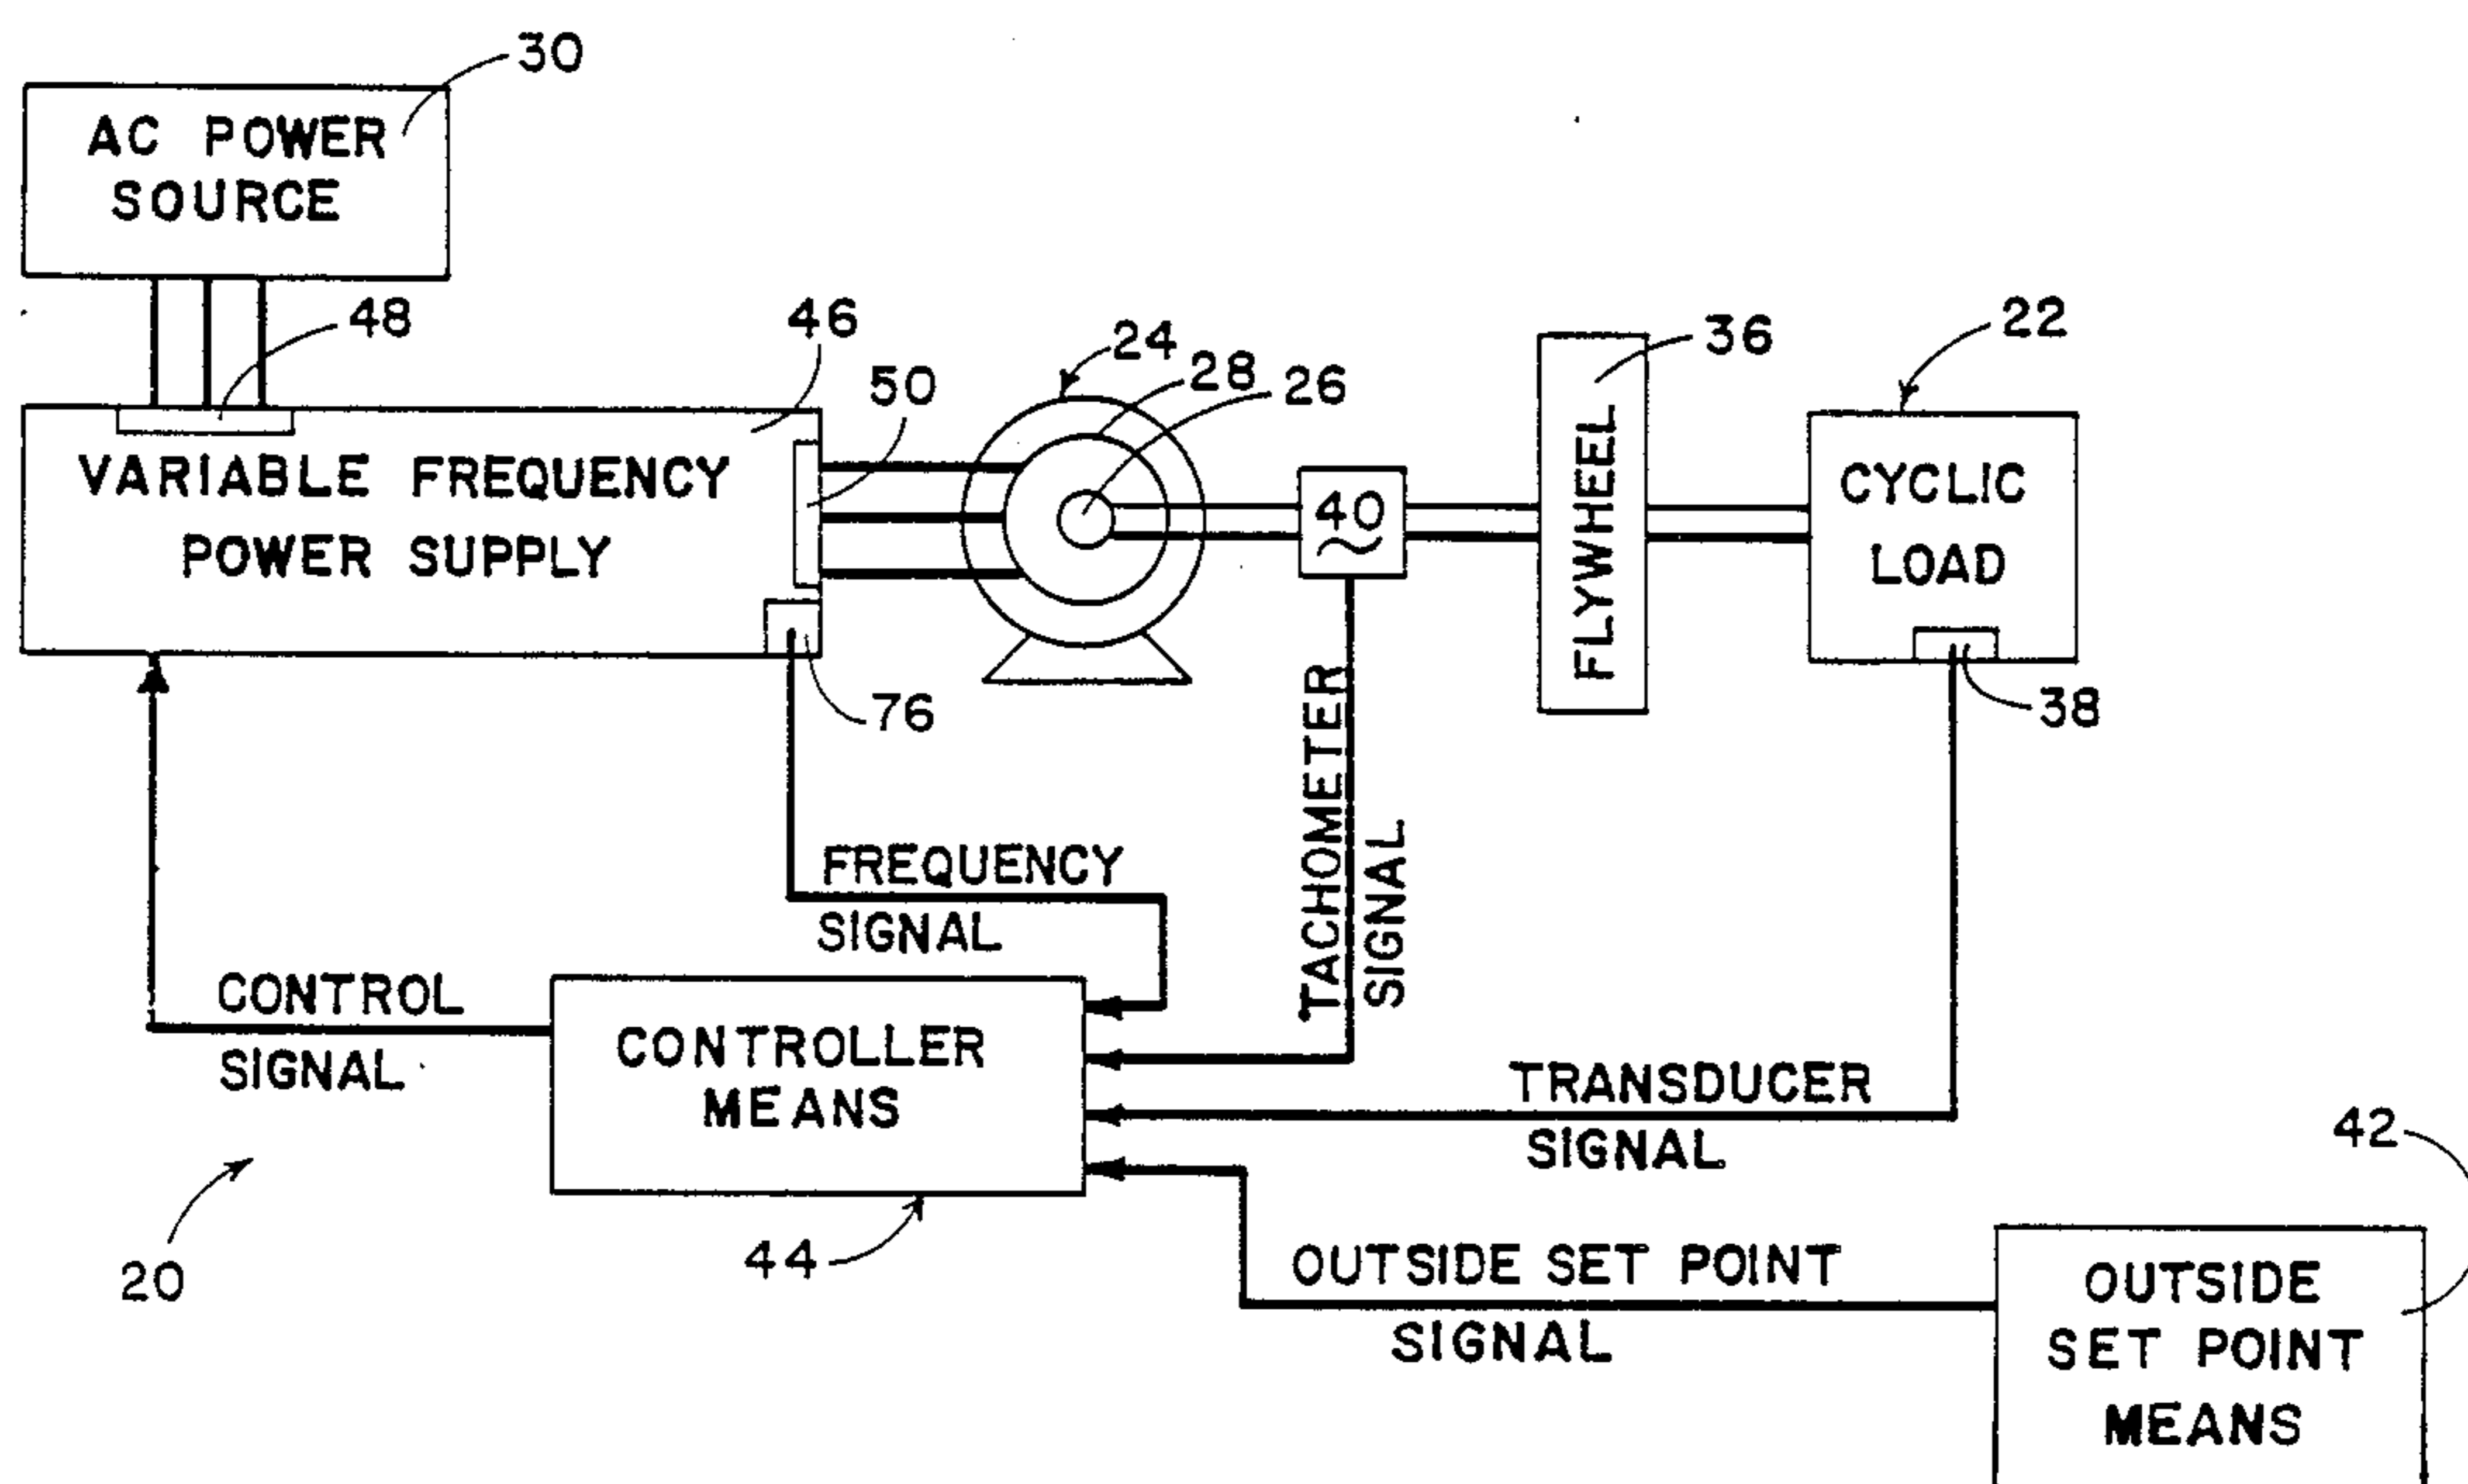 30
AC POWER
SOURCE
48
46
50
24
28
26
36
22
VARIABLE FREQUENCY
POWER SUPPLY
40
FLYWHEEL
CYCLIC
LOAD
76
38
FREQUENCY
SIGNAL
TACHOMETER
SIGNAL
CONTROL
SIGNAL
CONTROLLER
MEANS
TRANSDUCER
SIGNAL
42
20
44
OUTSIDE SET POINT
SIGNAL
OUTSIDE
SET POINT
MEANS